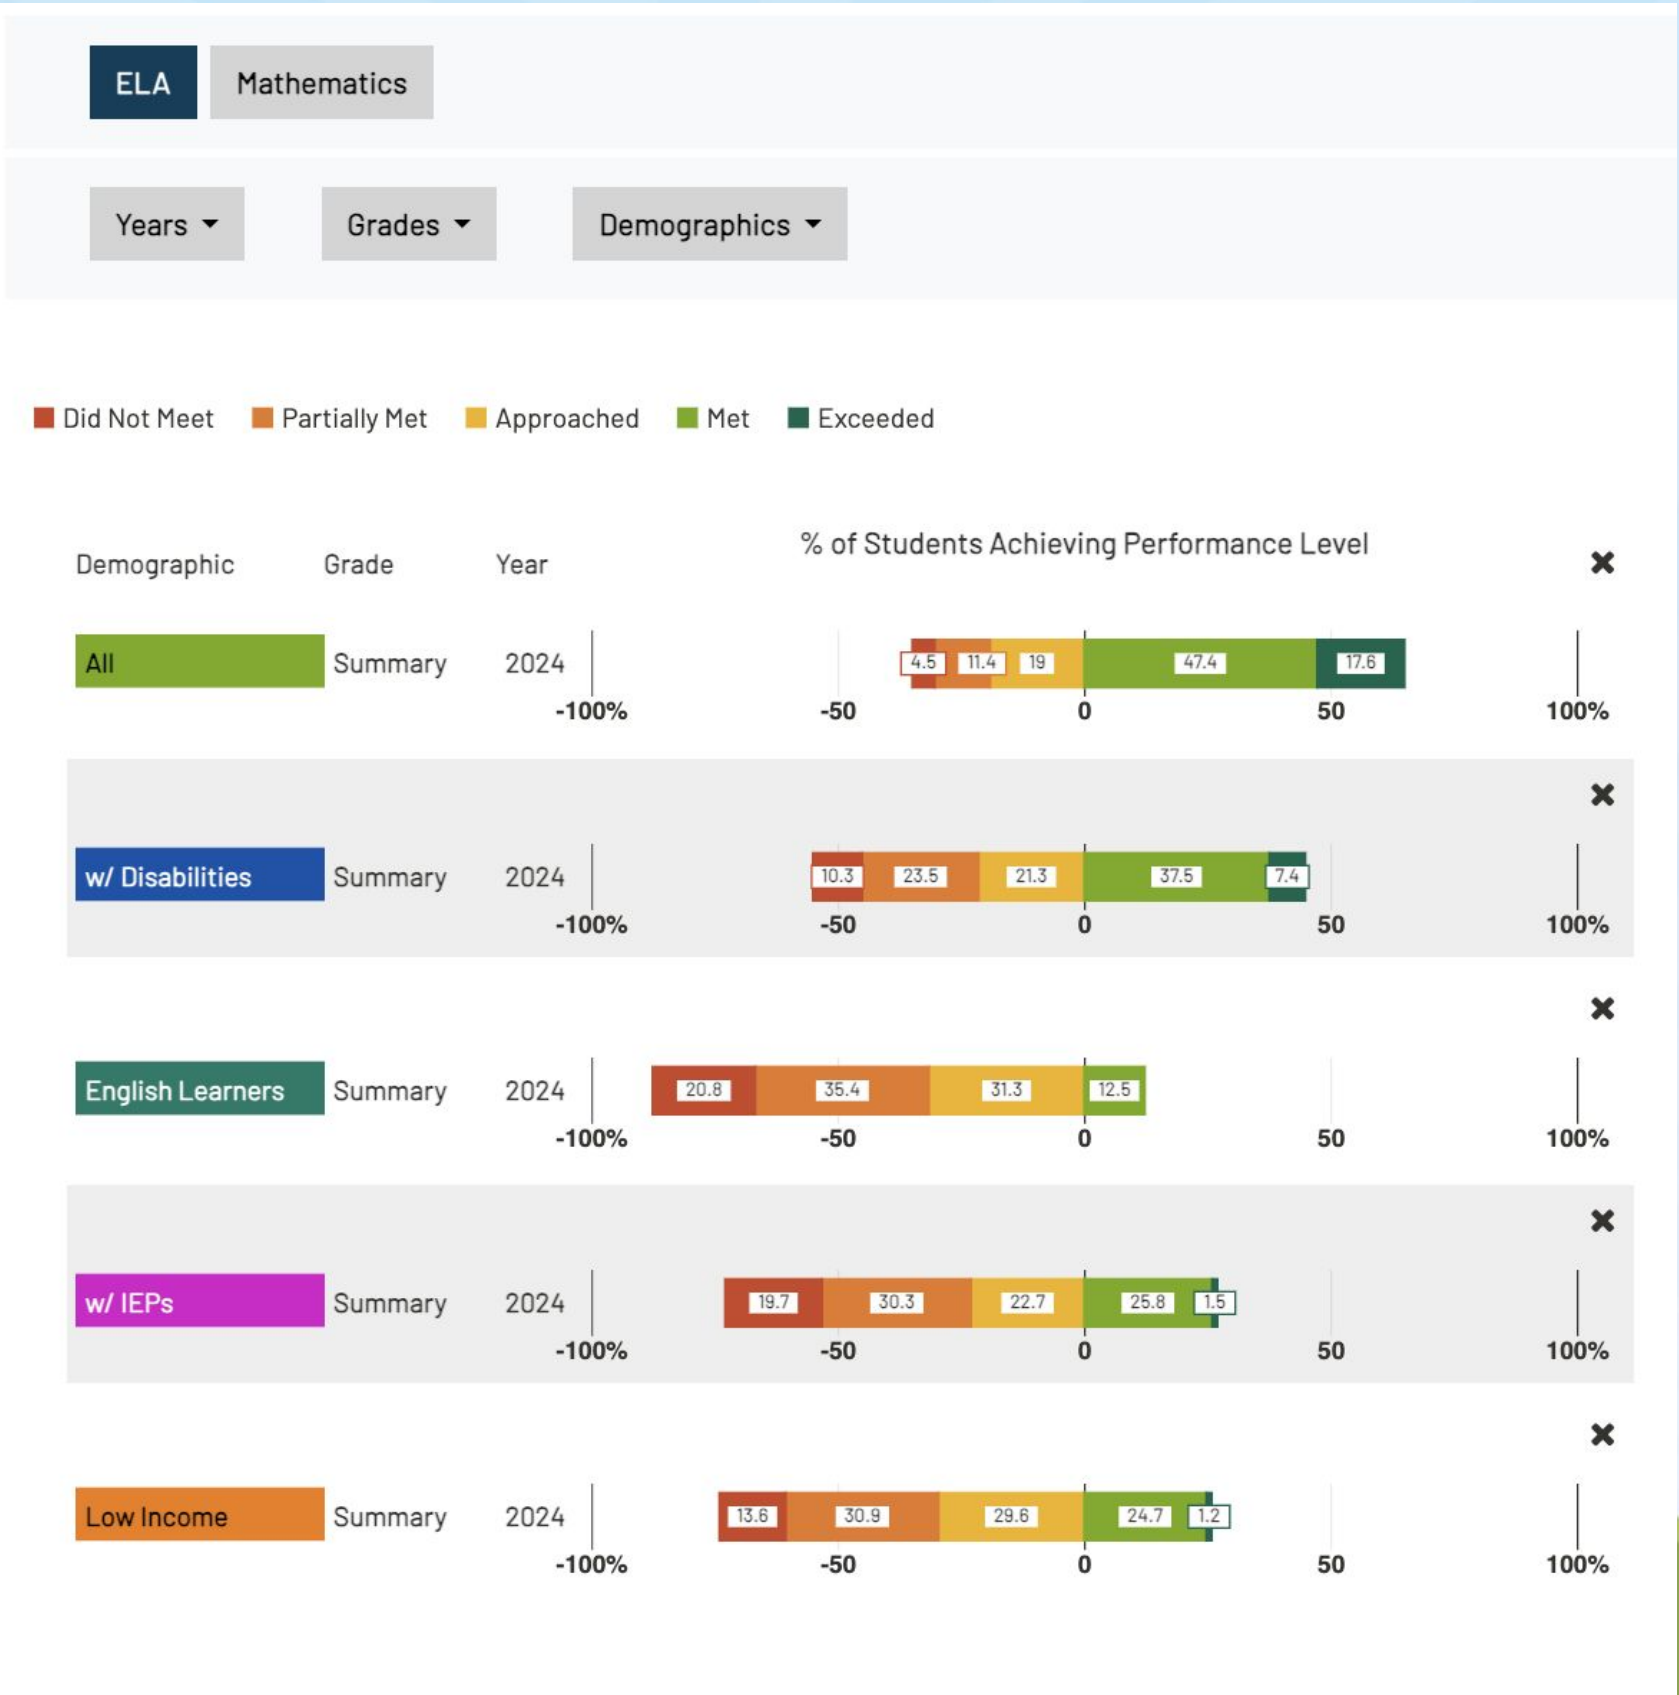 ELA Mathematics
Years Grades Demographics
Did Not Meet Partially Met Approached Met Exceeded
% of Students Achieving Performance Level
Demographic Grade Year
All Summary 2024 4.5 11.4 19 47.4 17.6
-100% -50 0 50 100%
w/ Disabilities Summary 2024 10.3 23.5 21.3 37.5 7.4
-100% -50 0 50 100%
English Learners Summary 2024 20.8 35.4 31.3 12.5
-100% -50 0 50 100%
w/ IEPs Summary 2024 19.7 30.3 22.7 25.8 1.5
-100% -50 0 50 100%
Low Income Summary 2024 13.6 30.9 29.6 24.7 1.2
-100% -50 0 50 100%